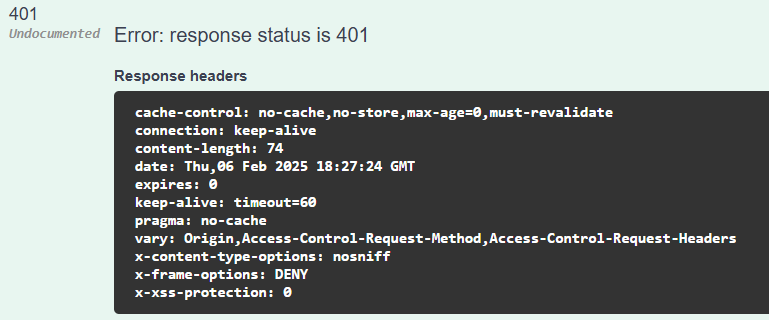 401
Undocumented
Error: response status is 401
Response headers
cache-control: no-cache,no-store,max-age=0,must-revalidate
connection: keep-alive
content-length: 74
date: Thu,06 Feb 2025 18:27:24 GMT
expires: 0
keep-alive: timeout=60
pragma: no-cache
vary: Origin,Access-Control-Request-Method,Access-Control-Request-Headers
x-content-type-options: nosniff
x-frame-options: DENY
x-xss-protection: 0